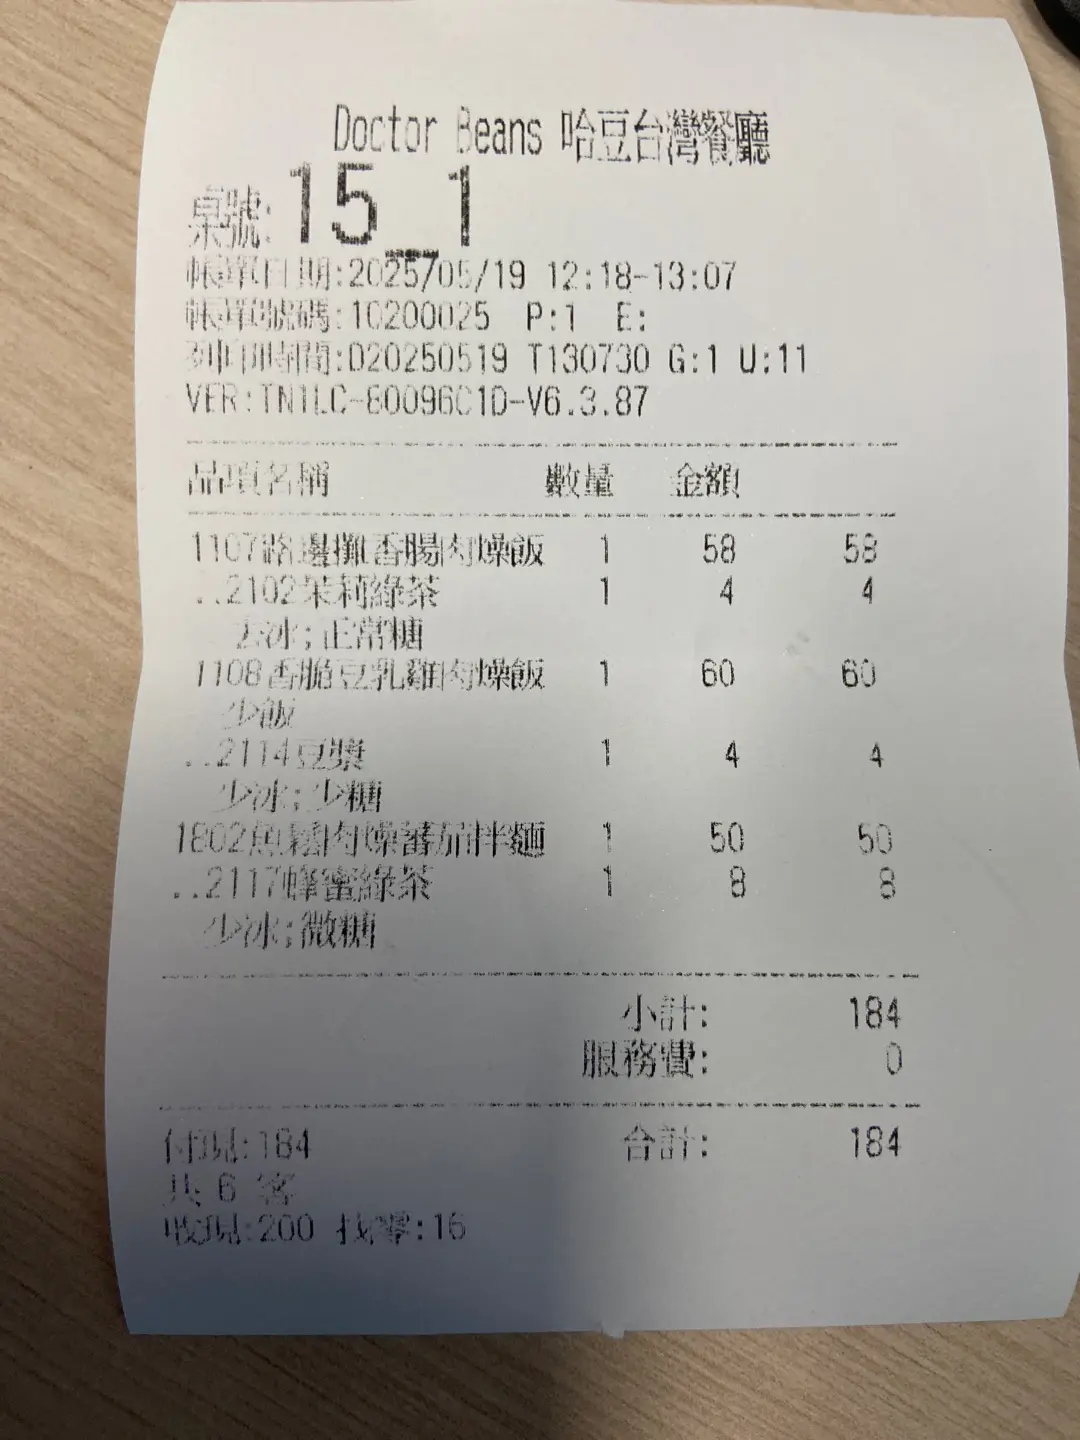 Doctor Beans 哈豆台灣餐廳
桌號: 15_1
帳單日期:2025/05/19 12:18-13:07
帳單號碼:10200025 P:1 E:
列印時間:D20250519 T130730 G:1 U:11
VER:TN1LC-60096C1D-V6.3.87
品項名稱 數量 金額
1107路邊攤香腸肉燥飯 1 58 58
..2102茉莉綠茶 1 4 4
去冰;正常糖
1108香脆豆乳雞肉燥飯 1 60 60
少飯
..2114豆漿 1 4 4
少冰;少糖
1802魚鬆肉燥蕃茄拌麵 1 50 50
..2117蜂蜜綠茶 1 8 8
少冰;微糖
小計: 184
服務費: 0
付現:184 合計: 184
共 6 客
收現:200 找零:16